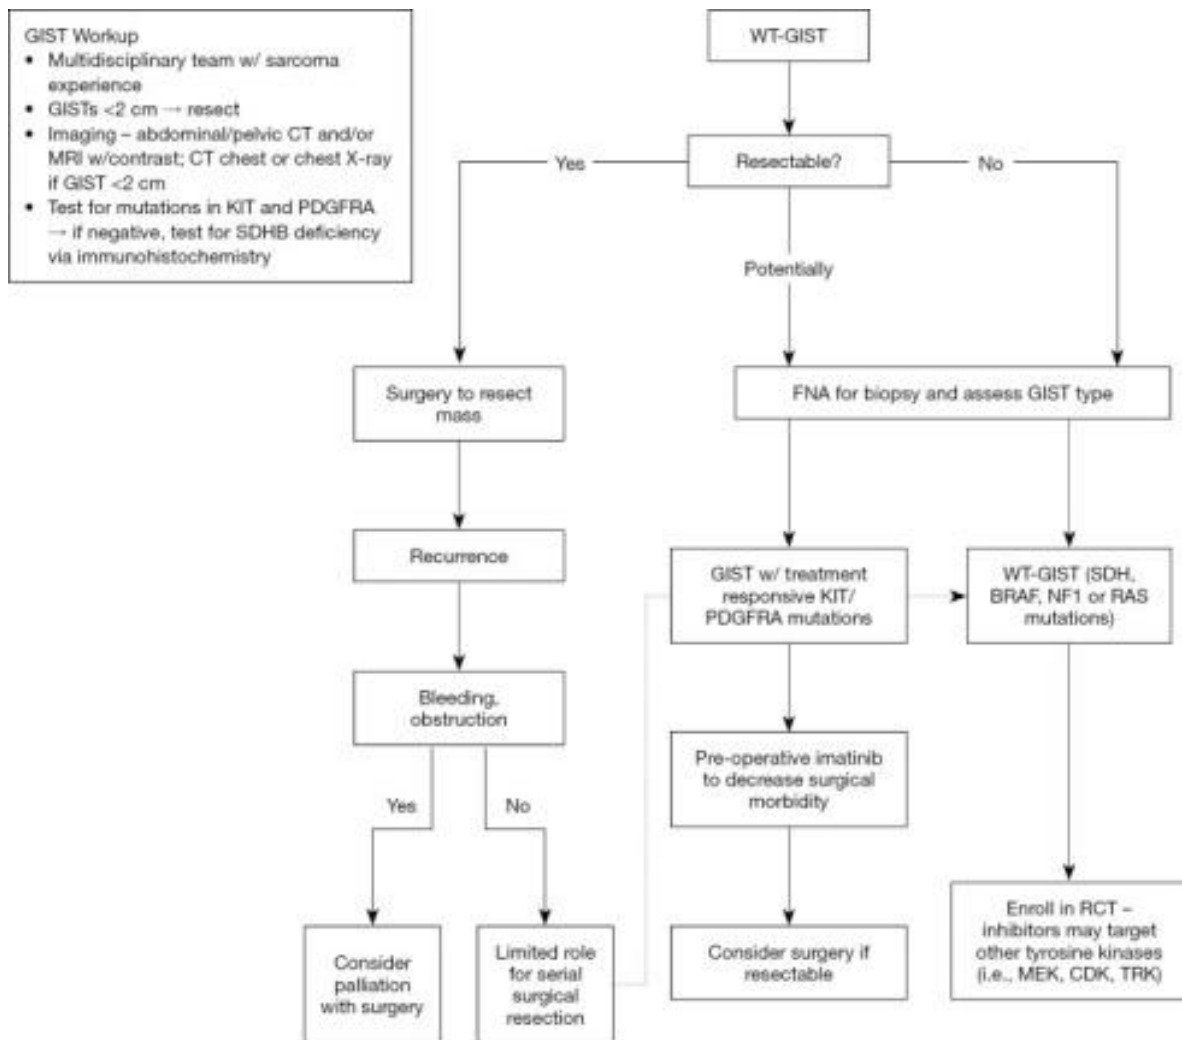 GIST Workup
• Multidisciplinary team w/ sarcoma
experience
• GISTs <2 cm → resect
• Imaging – abdominal/pelvic CT and/or
MRI w/contrast; CT chest or chest X-ray
if GIST <2 cm
• Test for mutations in KIT and PDGFRA
→ if negative, test for SDHB deficiency
via immunohistochemistry
WT-GIST
Yes
Resectable?
No
Potentially
Surgery to resect
mass
FNA for biopsy and assess GIST type
Recurrence
GIST w/ treatment
responsive KIT/
PDGFRA mutations
WT-GIST (SDH,
BRAF, NF1 or RAS
mutations)
Bleeding,
obstruction
Pre-operative imatinib
to decrease surgical
morbidity
Yes
No
Consider
palliation
with surgery
Limited role
for serial
surgical
resection
Consider surgery if
resectable
Enroll in RCT –
inhibitors may target
other tyrosine kinases
(i.e., MEK, CDK, TRK)